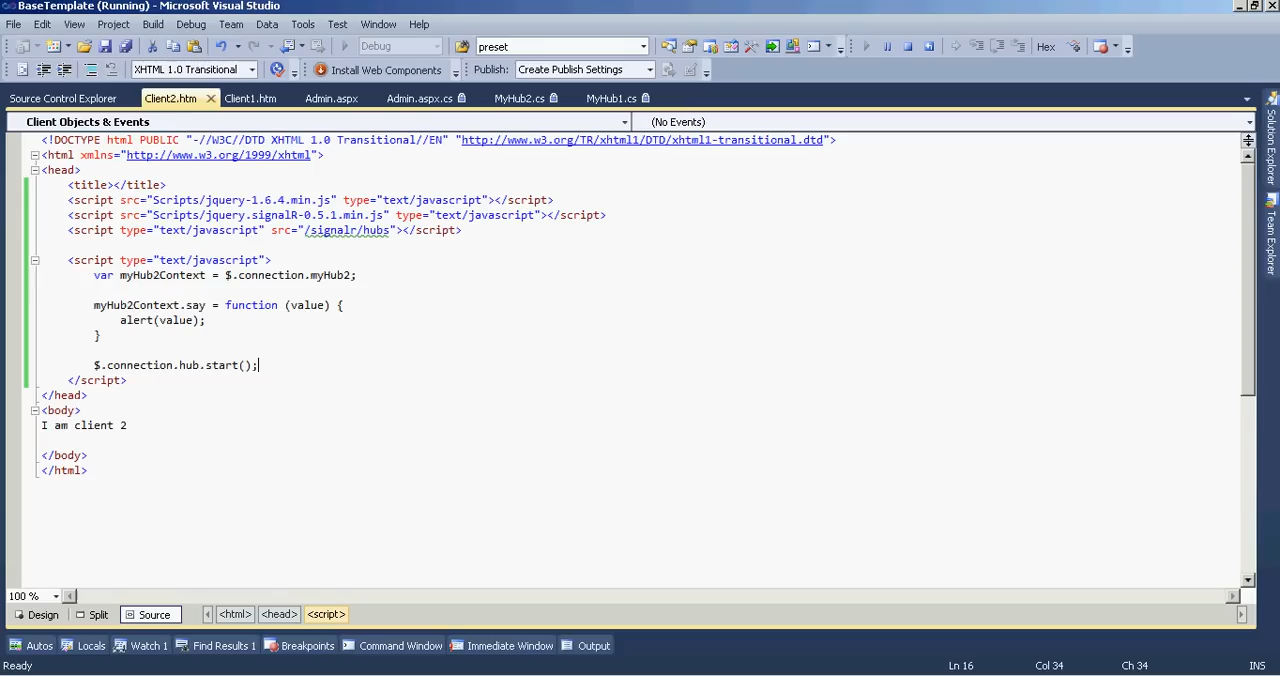 BaseTemplate (Running) - Microsoft Visual Studio
File Edit View Project Build Debug Team Data Tools Test Window Help
Debug preset Hex
XHTML 1.0 Transitional Install Web Components Publish: Create Publish Settings
Source Control Explorer Client2.htm X Client1.htm Admin.aspx Admin.aspx.cs MyHub2.cs MyHub1.cs
Client Objects & Events (No Events)
<!DOCTYPE html PUBLIC "-//W3C//DTD XHTML 1.0 Transitional//EN" "http://www.w3.org/TR/xhtml1/DTD/xhtml1-transitional.dtd">
<html xmlns="http://www.w3.org/1999/xhtml">
<head>
<title></title>
<script src="Scripts/jquery-1.6.4.min.js" type="text/javascript"></script>
<script src="Scripts/jquery.signalR-0.5.1.min.js" type="text/javascript"></script>
<script type="text/javascript" src="/signalr/hubs"></script>
<script type="text/javascript">
var myHub2Context = $.connection.myHub2;
myHub2Context.say = function (value) {
alert(value);
}
$.connection.hub.start();
</script>
</head>
<body>
I am client 2
</body>
</html>
100 %
Design Split Source <html> <head> <script>
Autos Locals Watch 1 Find Results 1 Breakpoints Command Window Immediate Window Output
Ready Ln 16 Col 34 Ch 34 INS
Solution Explorer
Team Explorer